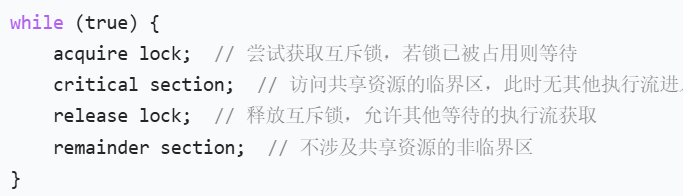 while (true) {
    acquire lock;  // 尝试获取互斥锁，若锁已被占用则等待
    critical section;  // 访问共享资源的临界区，此时无其他执行流进
    release lock;  // 释放互斥锁，允许其他等待的执行流获取
    remainder section;  // 不涉及共享资源的非临界区
}